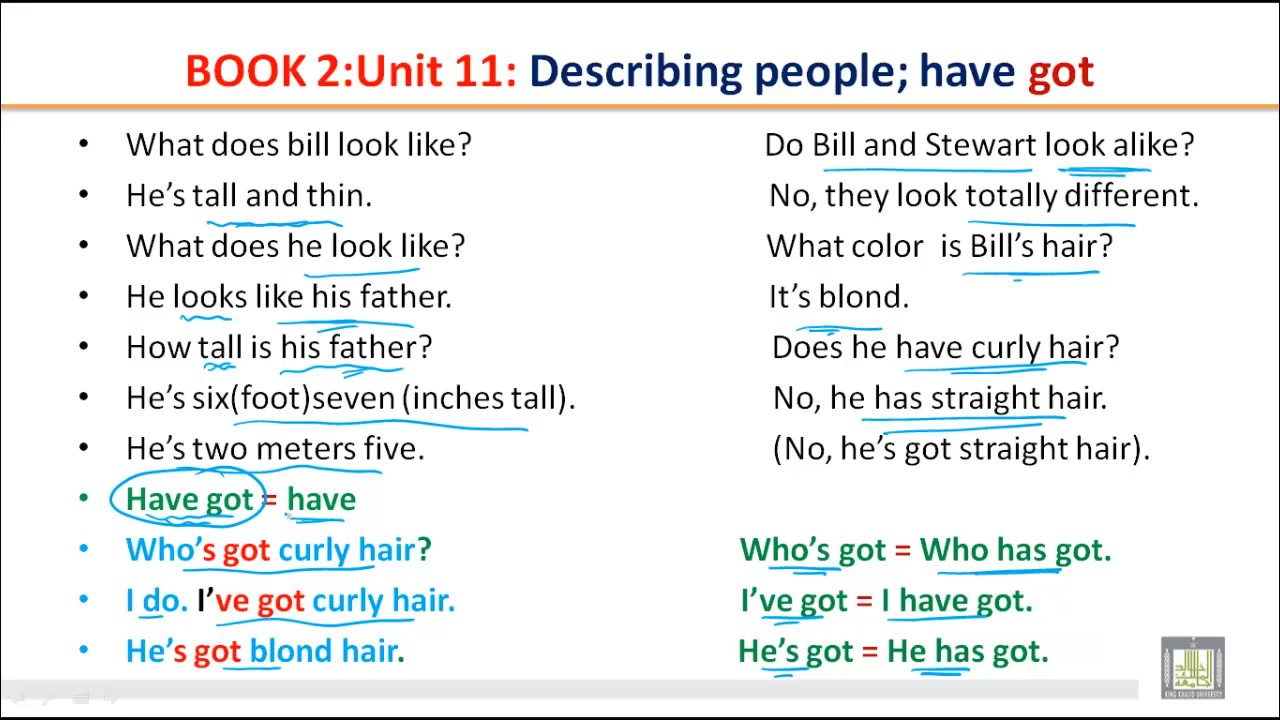 BOOK 2:Unit 11: Describing people; have got
• What does bill look like?
• He's tall and thin.
• What does he look like?
• He looks like his father.
• How tall is his father?
• He's six(foot)seven (inches tall).
• He's two meters five.
• Have got = have
• Who's got curly hair?
• I do. I've got curly hair.
• He's got blond hair.
Do Bill and Stewart look alike?
No, they look totally different.
What color is Bill's hair?
It's blond.
Does he have curly hair?
No, he has straight hair.
(No, he's got straight hair).
Who's got = Who has got.
I've got = I have got.
He's got = He has got.
KING KHALID UNIVERSITY